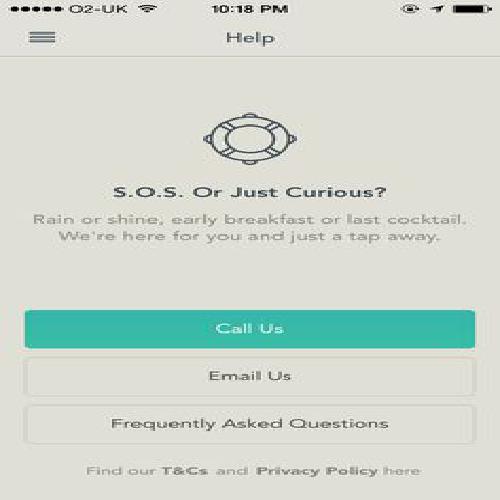 O2-UK 10:18 PM
Help
S.O.S. Or Just Curious?
Rain or shine, early breakfast or last cocktail.
We're here for you and just a tap away.
Call Us
Email Us
Frequently Asked Questions
Find our T&Cs and Privacy Policy here